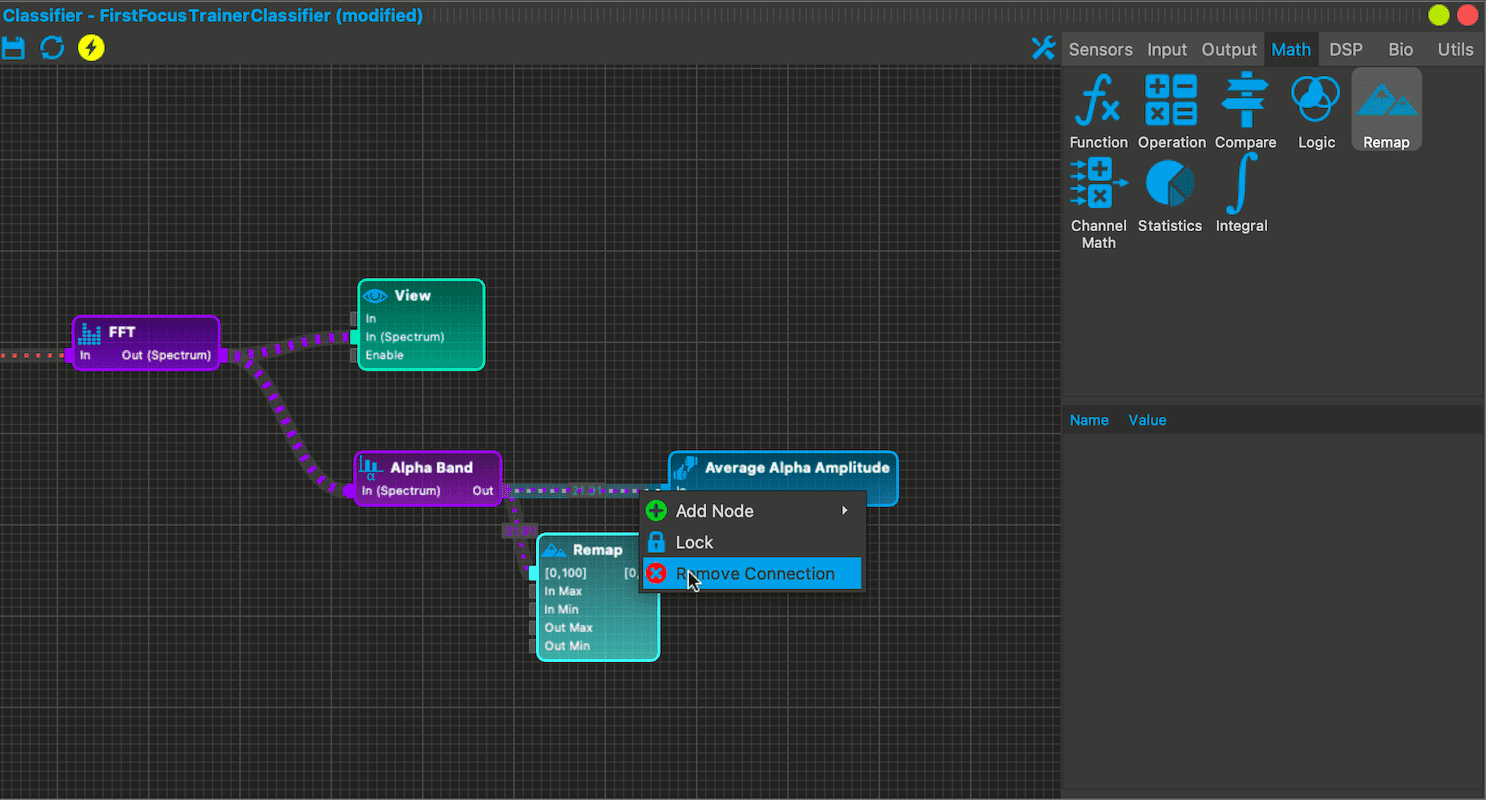 Classifier - FirstFocusTrainerClassifier (modified)
Sensors Input Output Math DSP Bio Utils
Function Operation Compare Logic Remap
Channel Math Statistics Integral
Name Value
View
In
In (Spectrum)
Enable
FFT
In Out (Spectrum)
Alpha Band
In (Spectrum) Out
21.31
Average Alpha Amplitude
In
Add Node
Lock
Remove Connection
Remap
[0,100] [0,
In Max
In Min
Out Max
Out Min